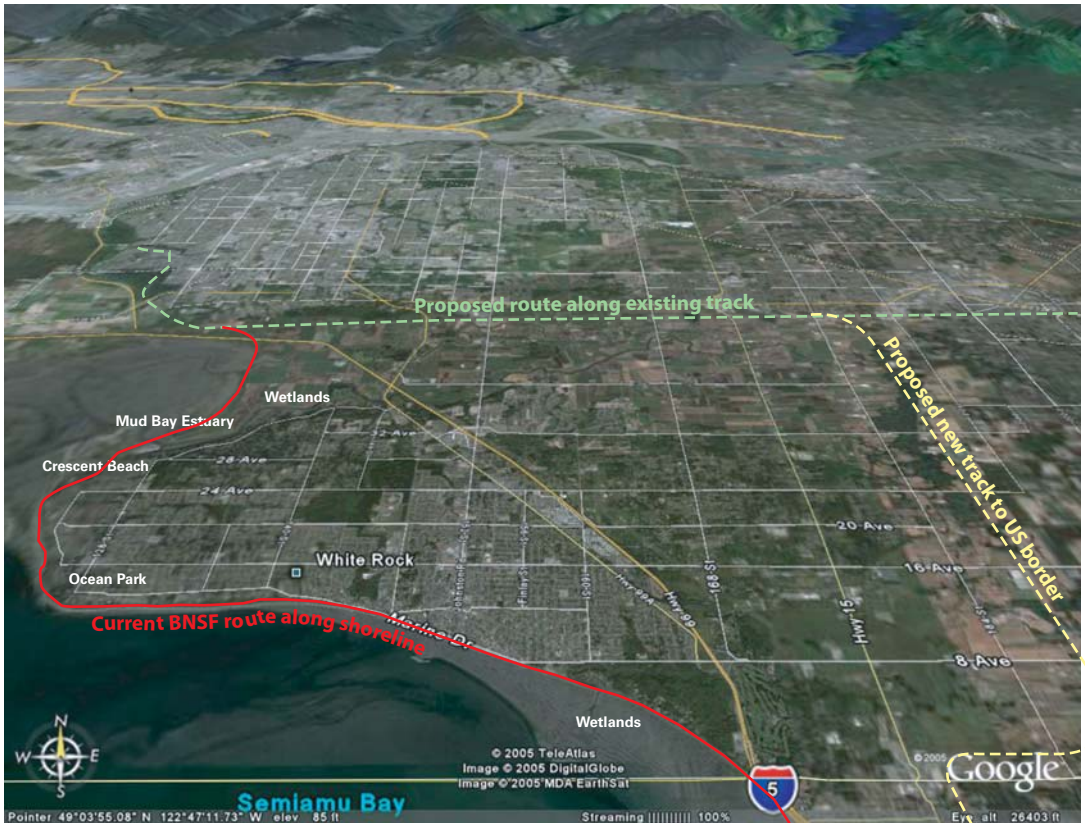 Proposed route along existing track
Proposed new track to US border
Wetlands
Mud Bay Estuary
32 Ave
Crescent Beach
28 Ave
24 Ave
20 Ave
White Rock
16 Ave
Ocean Park
Finlay St
168 St
Hwy 99A
Hwy 99
Hwy 15
Current BNSF route along shoreline
Marine Dr
8 Ave
Wetlands
N
W E
S
© 2005 TeleAtlas
Image © 2005 DigitalGlobe
Image © 2005 MDA EarthSat
© 2005
Google
5
Semiamu Bay
Pointer 49°03'55.08" N 122°47'11.73" W elev 85 ft
Streaming |||||||||| 100%
Eye alt 26403 ft